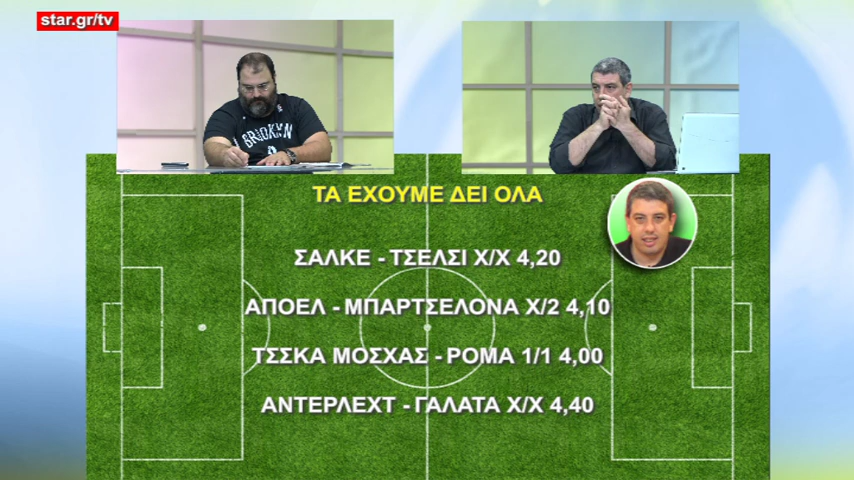 star.gr/tv
BROOKLYN
ΤΑ ΕΧΟΥΜΕ ΔΕΙ ΟΛΑ
ΣΑΛΚΕ - ΤΣΕΛΣΙ Χ/Χ 4,20
ΑΠΟΕΛ - ΜΠΑΡΤΣΕΛΟΝΑ Χ/2 4,10
ΤΣΣΚΑ ΜΟΣΧΑΣ - ΡΟΜΑ 1/1 4,00
ΑΝΤΕΡΛΕΧΤ - ΓΑΛΑΤΑ Χ/Χ 4,40